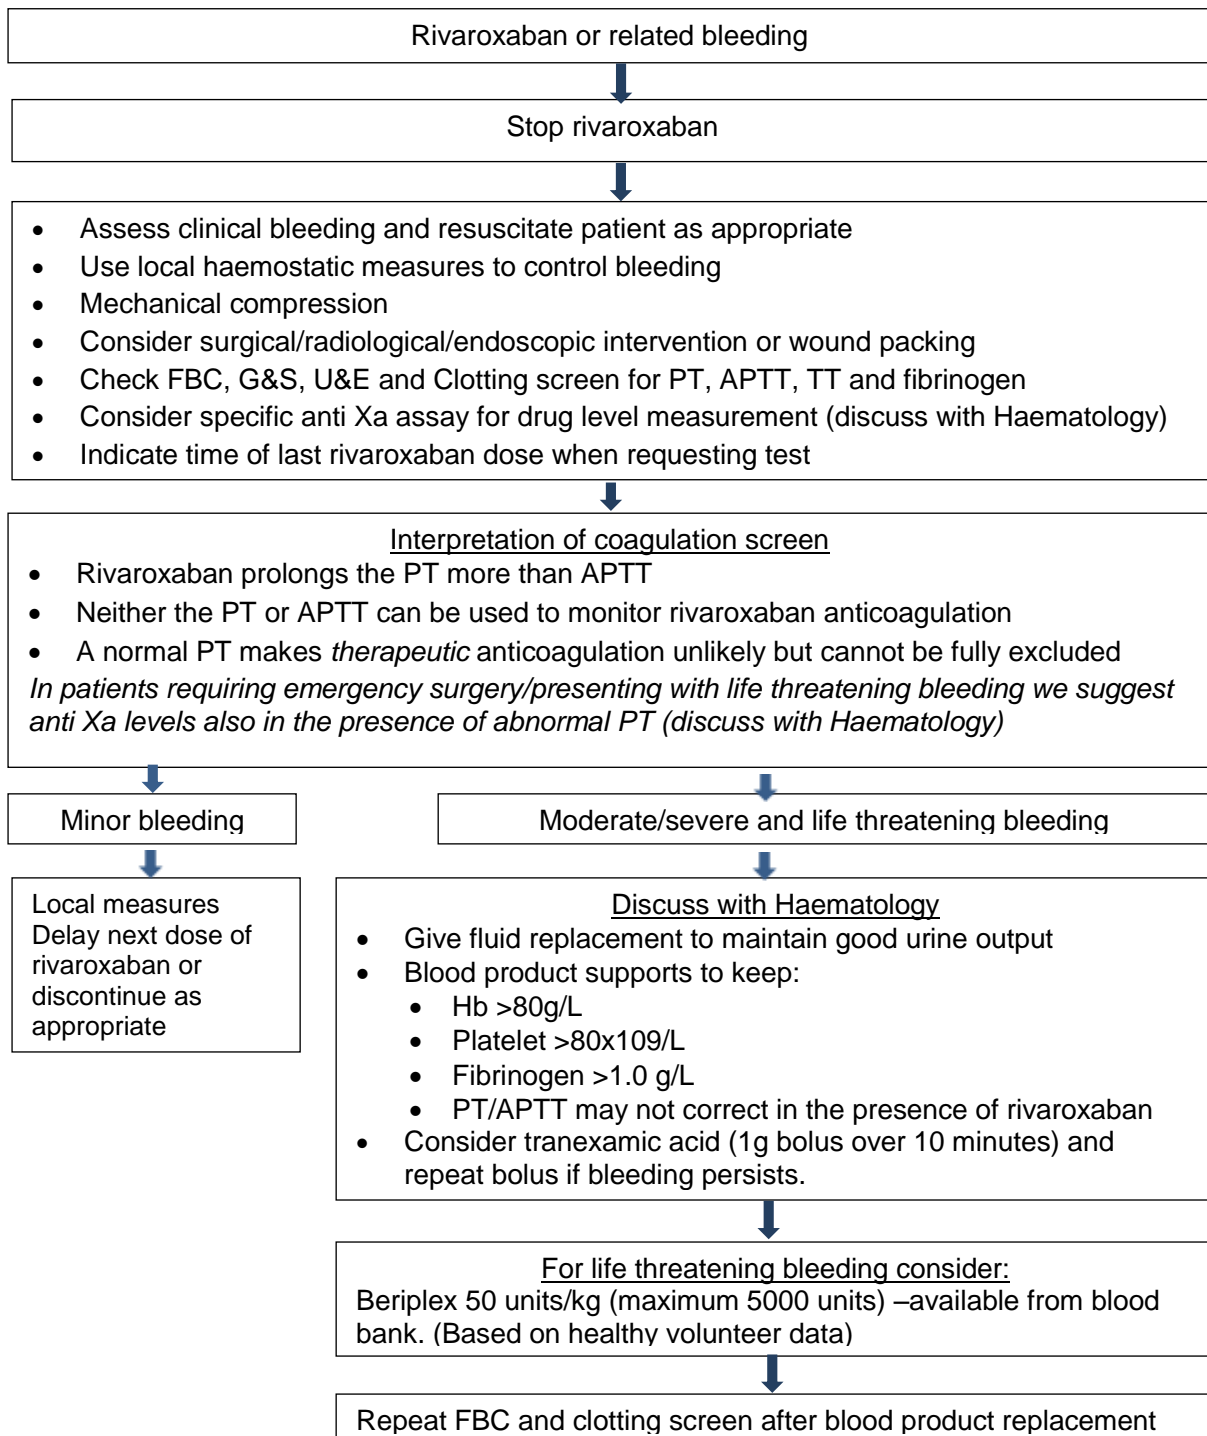 Rivaroxaban or related bleeding
Stop rivaroxaban
• Assess clinical bleeding and resuscitate patient as appropriate
• Use local haemostatic measures to control bleeding
• Mechanical compression
• Consider surgical/radiological/endoscopic intervention or wound packing
• Check FBC, G&S, U&E and Clotting screen for PT, APTT, TT and fibrinogen
• Consider specific anti Xa assay for drug level measurement (discuss with Haematology)
• Indicate time of last rivaroxaban dose when requesting test
Interpretation of coagulation screen
• Rivaroxaban prolongs the PT more than APTT
• Neither the PT or APTT can be used to monitor rivaroxaban anticoagulation
• A normal PT makes therapeutic anticoagulation unlikely but cannot be fully excluded
In patients requiring emergency surgery/presenting with life threatening bleeding we suggest
anti Xa levels also in the presence of abnormal PT (discuss with Haematology)
Minor bleeding
Local measures
Delay next dose of
rivaroxaban or
discontinue as
appropriate
Moderate/severe and life threatening bleeding
Discuss with Haematology
• Give fluid replacement to maintain good urine output
• Blood product supports to keep:
• Hb >80g/L
• Platelet >80x109/L
• Fibrinogen >1.0 g/L
• PT/APTT may not correct in the presence of rivaroxaban
• Consider tranexamic acid (1g bolus over 10 minutes) and
repeat bolus if bleeding persists.
For life threatening bleeding consider:
Beriplex 50 units/kg (maximum 5000 units) –available from blood
bank. (Based on healthy volunteer data)
Repeat FBC and clotting screen after blood product replacement